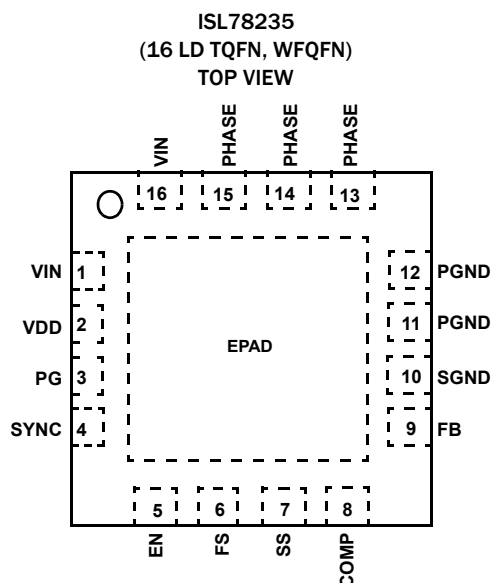 ISL78235
(16 LD TQFN, WFQFN)
TOP VIEW
VIN
PHASE
PHASE
PHASE
16 15 14 13
VIN 1
12 PGND
VDD 2
11 PGND
EPAD
PG 3
10 SGND
SYNC 4
9 FB
5 6 7 8
EN
FS
SS
COMP